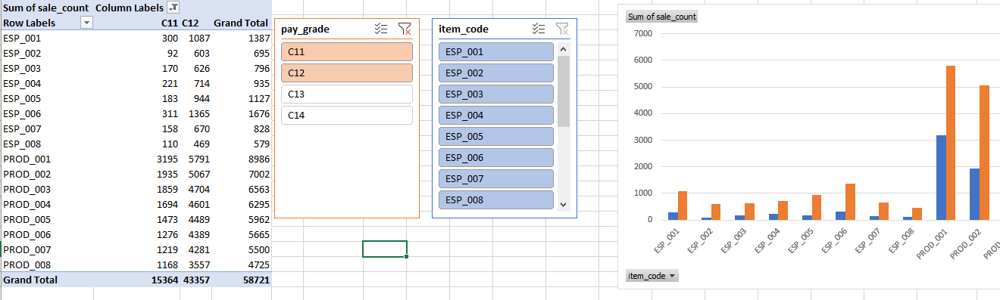 Sum of sale_count Column Labels
Row Labels C11 C12 Grand Total
ESP_001 300 1087 1387
ESP_002 92 603 695
ESP_003 170 626 796
ESP_004 221 714 935
ESP_005 183 944 1127
ESP_006 311 1365 1676
ESP_007 158 670 828
ESP_008 110 469 579
PROD_001 3195 5791 8986
PROD_002 1935 5067 7002
PROD_003 1859 4704 6563
PROD_004 1694 4601 6295
PROD_005 1473 4489 5962
PROD_006 1276 4389 5665
PROD_007 1219 4281 5500
PROD_008 1168 3557 4725
Grand Total 15364 43357 58721
pay_grade
C11
C12
C13
C14
item_code
ESP_001
ESP_002
ESP_003
ESP_004
ESP_005
ESP_006
ESP_007
ESP_008
Sum of sale_count
7000
6000
5000
4000
3000
2000
1000
0
ESP_001 ESP_002 ESP_003 ESP_004 ESP_005 ESP_006 ESP_007 ESP_008 PROD_001 PROD_002
item_code